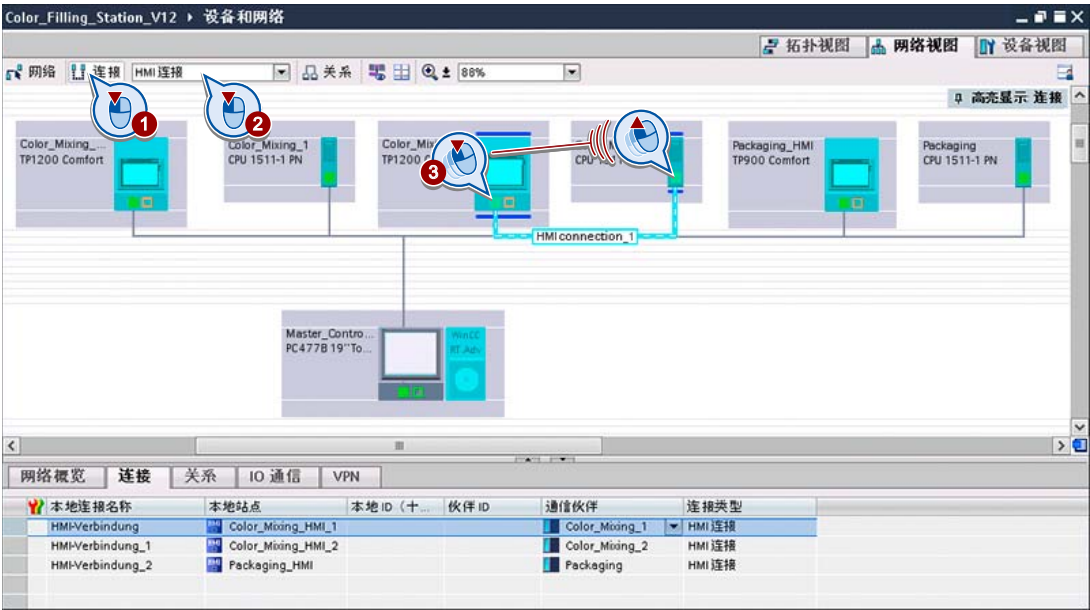 Color_Filling_Station_V12 ▸ 设备和网络
拓扑视图 网络视图 设备视图
网络 连接 HMI连接 关系 88%
高亮显示 连接
1
2
3
Color_Mixing_...
TP1200 Comfort
Color_Mixing_1
CPU 1511-1 PN
Color_Mix
TP1200
CPU
Packaging_HMI
TP900 Comfort
Packaging
CPU 1511-1 PN
HMI connection_1
Master_Contro...
PC477B 19"To...
WinCC
RT Adv
网络概览 连接 关系 IO 通信 VPN
本地连接名称 本地站点 本地 ID（十... 伙伴 ID 通信伙伴 连接类型
HMI-Verbindung Color_Mixing_HMI_1 Color_Mixing_1 HMI 连接
HMI-Verbindung_1 Color_Mixing_HMI_2 Color_Mixing_2 HMI 连接
HMI-Verbindung_2 Packaging_HMI Packaging HMI 连接